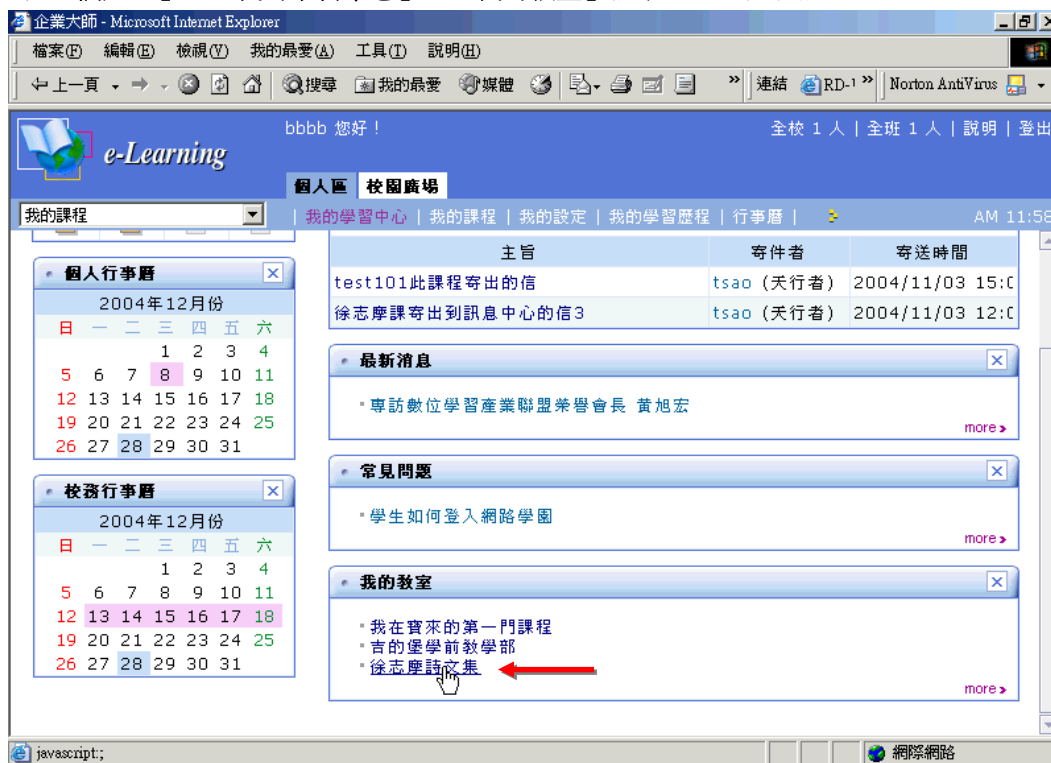 企業大師 - Microsoft Internet Explorer
檔案(F) 編輯(E) 檢視(V) 我的最愛(A) 工具(T) 說明(H)
上一頁 搜尋 我的最愛 媒體 » 連結 RD-1 » Norton AntiVirus
e-Learning
bbbb 您好！
全校 1 人 | 全班 1 人 | 說明 | 登出
個人區 校園廣場
我的課程
| 我的學習中心 | 我的課程 | 我的設定 | 我的學習歷程 | 行事曆 |
AM 11:58
主旨 寄件者 寄送時間
test101此課程寄出的信 tsao (天行者) 2004/11/03 15:0
徐志摩課寄出到訊息中心的信3 tsao (天行者) 2004/11/03 12:0
個人行事曆
2004年12月份
日 一 二 三 四 五 六
1 2 3 4
5 6 7 8 9 10 11
12 13 14 15 16 17 18
19 20 21 22 23 24 25
26 27 28 29 30 31
校務行事曆
2004年12月份
日 一 二 三 四 五 六
1 2 3 4
5 6 7 8 9 10 11
12 13 14 15 16 17 18
19 20 21 22 23 24 25
26 27 28 29 30 31
最新消息
專訪數位學習產業聯盟榮譽會長 黃旭宏
more
常見問題
學生如何登入網路學園
more
我的教室
我在寶來的第一門課程
吉的堡學前教學部
徐志摩詩文集
more
javascript:;
網際網路